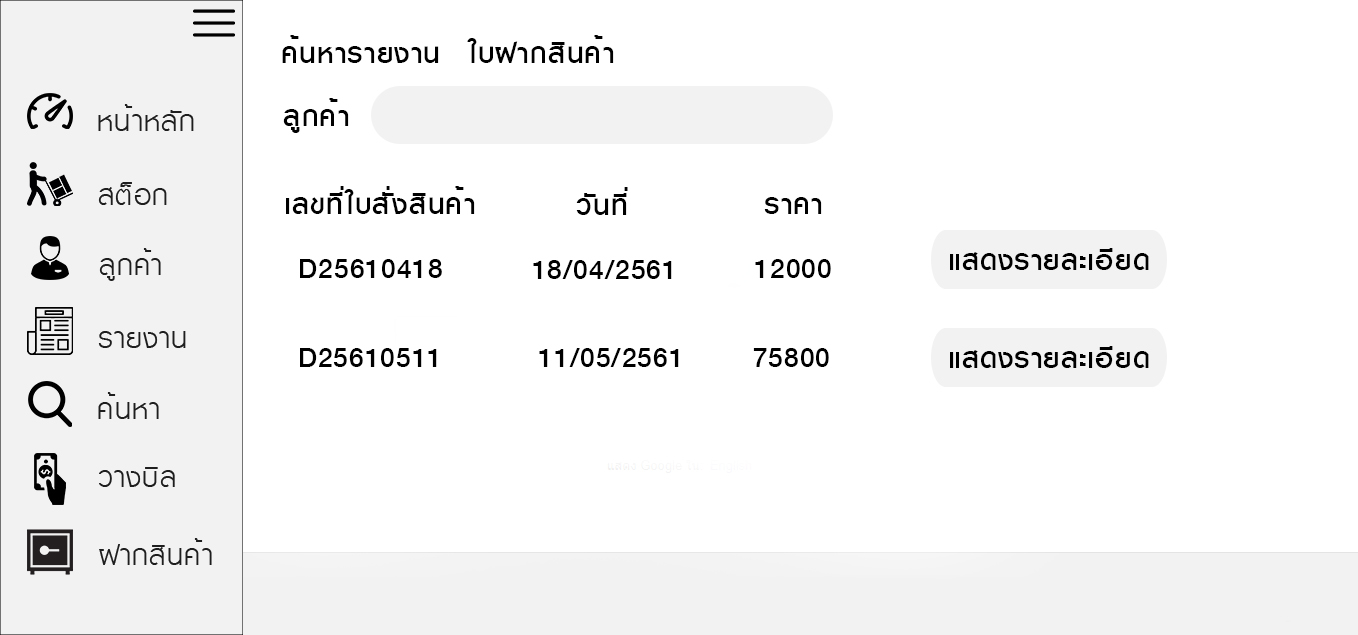 หน้าหลัก
สต็อก
ลูกค้า
รายงาน
ค้นหา
วางบิล
ฝากสินค้า
ค้นหารายงาน ใบฝากสินค้า
ลูกค้า
เลขที่ใบสั่งสินค้า วันที่ ราคา
D25610418 18/04/2561 12000 แสดงรายละเอียด
D25610511 11/05/2561 75800 แสดงรายละเอียด